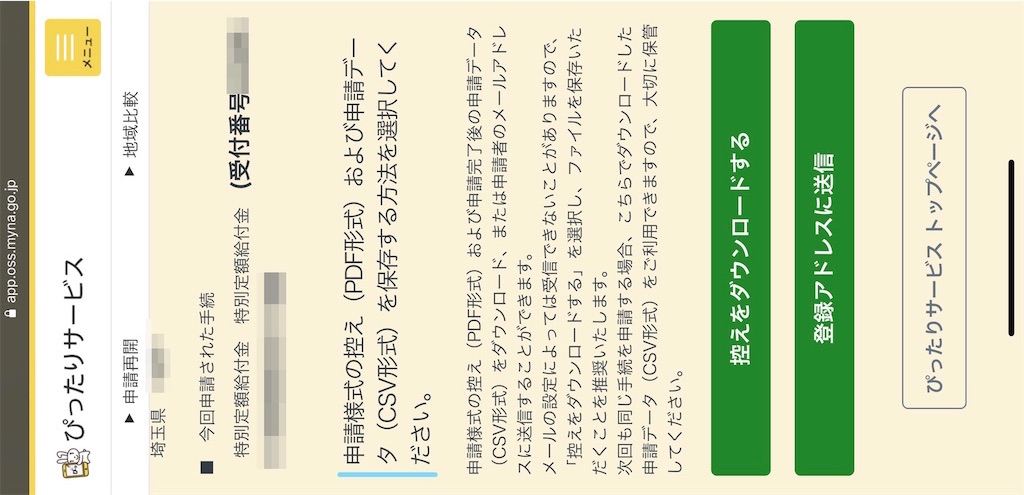 app.oss.myna.go.jp
ぴったりサービス
メニュー
▶ 申請再開
▶ 地域比較
埼玉県
■ 今回申請された手続
特別定額給付金 特別定額給付金 (受付番号
申請様式の控え（PDF形式）および申請デー
タ（CSV形式）を保存する方法を選択してく
ださい。
申請様式の控え（PDF形式）および申請完了後の申請データ
（CSV形式）をダウンロード、または申請者のメールアドレ
スに送信することができます。
メールの設定によっては受信できないことがありますので、
「控えをダウンロードする」を選択し、ファイルを保存いた
だくことを推奨いたします。
次回も同じ手続を申請する場合、こちらでダウンロードした
申請データ（CSV形式）をご利用できますので、大切に保管
してください。
控えをダウンロードする
登録アドレスに送信
ぴったりサービス トップページへ